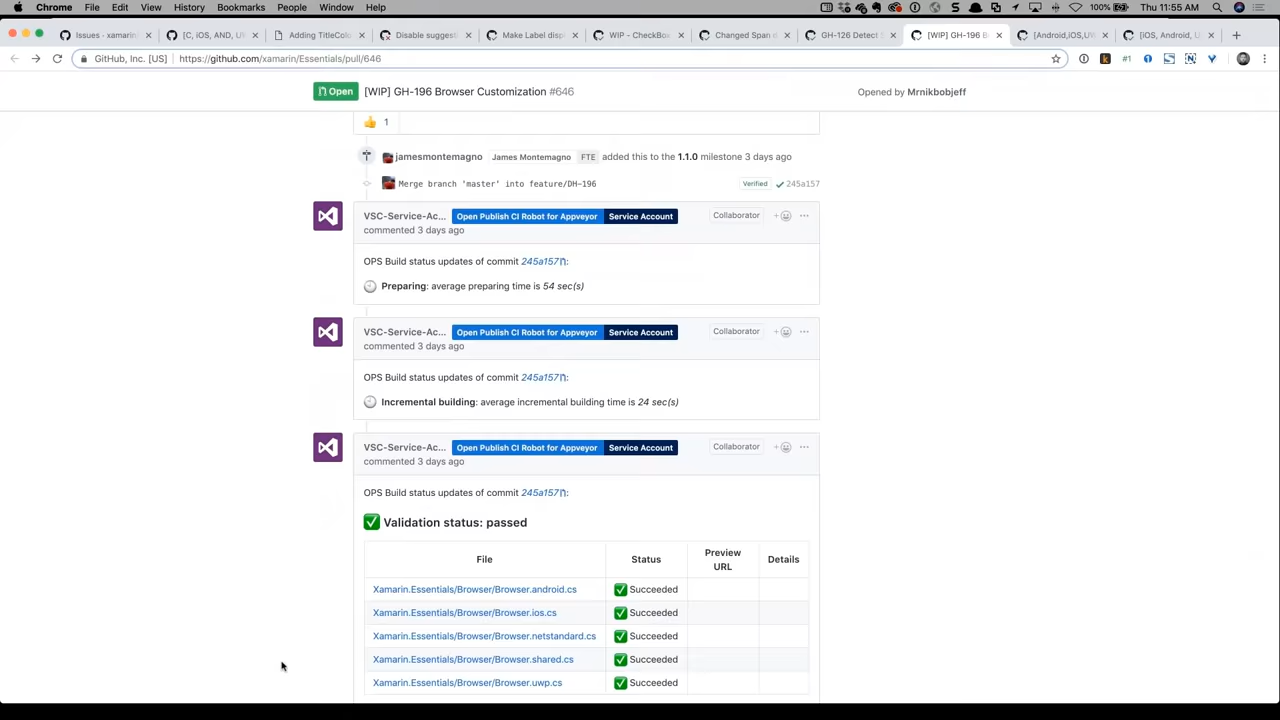 Chrome File Edit View History Bookmarks People Window Help 100% Thu 11:55 AM
Issues · xamarin [C, iOS, AND, U Adding TitleColo Disable suggest Make Label disp WIP - CheckBox Changed Span d GH-126 Detect S [WIP] GH-196 B [Android,iOS,UW [iOS, Android, U
GitHub, Inc. [US] https://github.com/xamarin/Essentials/pull/646 #1
Open [WIP] GH-196 Browser Customization #646 Opened by Mrnikbobjeff
1
jamesmontemagno James Montemagno FTE added this to the 1.1.0 milestone 3 days ago
Merge branch 'master' into feature/DH-196 Verified 245a157
VSC-Service-Ac... Open Publish CI Robot for Appveyor Service Account Collaborator
commented 3 days ago
OPS Build status updates of commit 245a157:
Preparing: average preparing time is 54 sec(s)
VSC-Service-Ac... Open Publish CI Robot for Appveyor Service Account Collaborator
commented 3 days ago
OPS Build status updates of commit 245a157:
Incremental building: average incremental building time is 24 sec(s)
VSC-Service-Ac... Open Publish CI Robot for Appveyor Service Account Collaborator
commented 3 days ago
OPS Build status updates of commit 245a157:
Validation status: passed
File Status Preview URL Details
Xamarin.Essentials/Browser/Browser.android.cs Succeeded
Xamarin.Essentials/Browser/Browser.ios.cs Succeeded
Xamarin.Essentials/Browser/Browser.netstandard.cs Succeeded
Xamarin.Essentials/Browser/Browser.shared.cs Succeeded
Xamarin.Essentials/Browser/Browser.uwp.cs Succeeded